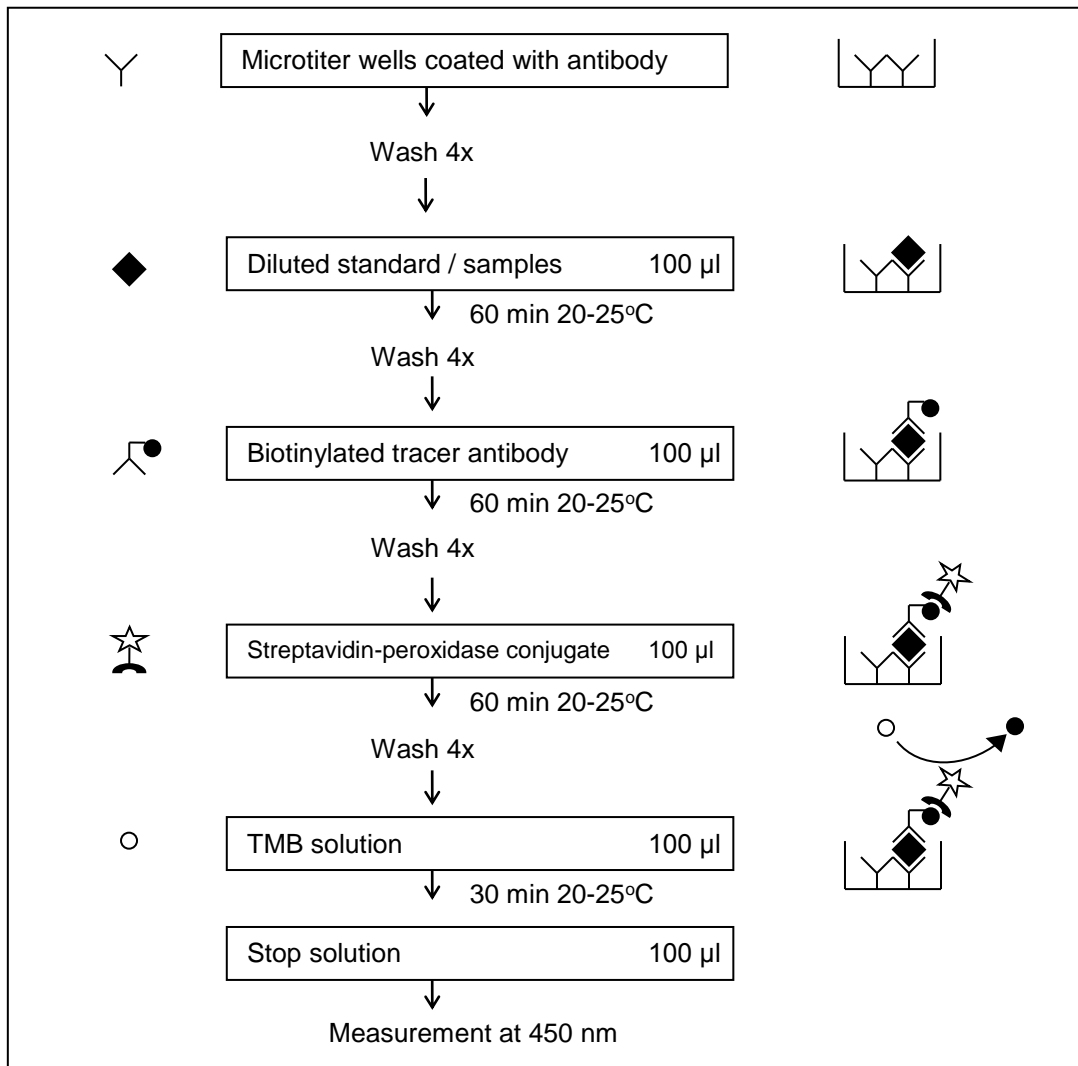 Microtiter wells coated with antibody
Wash 4x
Diluted standard / samples 100 µl
60 min 20-25°C
Wash 4x
Biotinylated tracer antibody 100 µl
60 min 20-25°C
Wash 4x
Streptavidin-peroxidase conjugate 100 µl
60 min 20-25°C
Wash 4x
TMB solution 100 µl
30 min 20-25°C
Stop solution 100 µl
Measurement at 450 nm